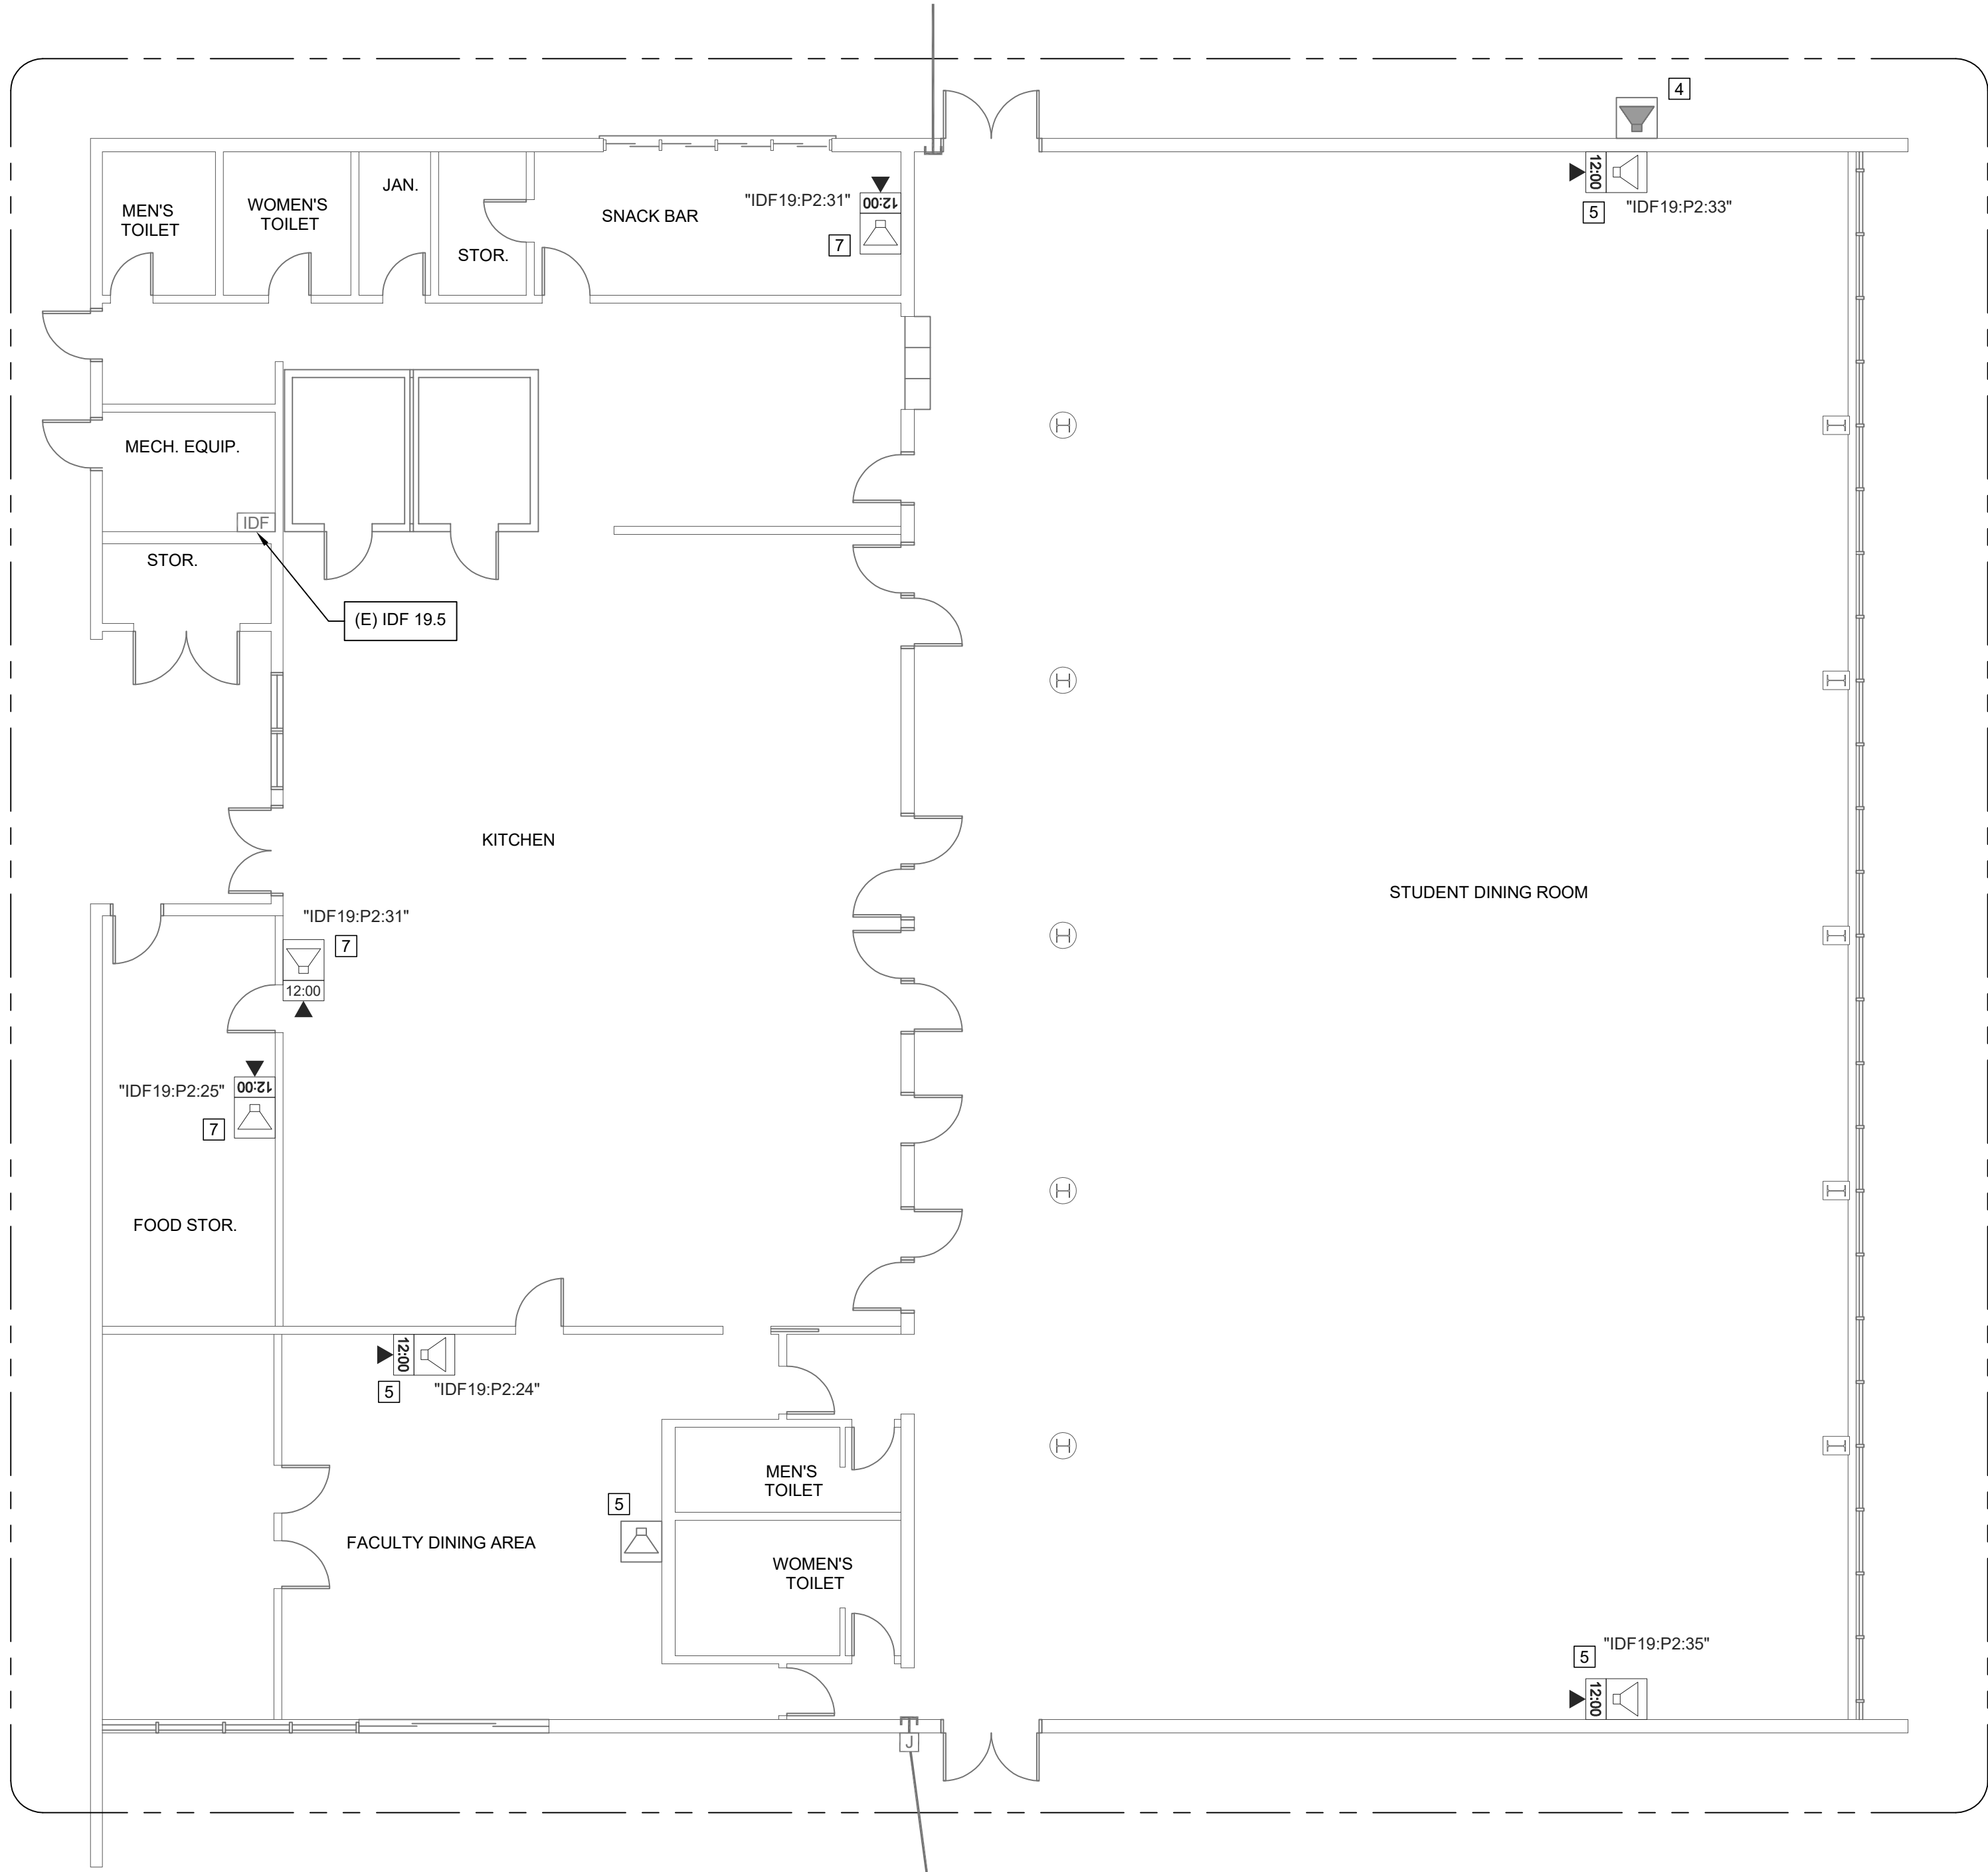 4
12:00
5
"IDF19:P2:33"
MEN'S
TOILET
WOMEN'S
TOILET
JAN.
STOR.
SNACK BAR
"IDF19:P2:31"
12:00
7
MECH. EQUIP.
IDF
STOR.
(E) IDF 19.5
KITCHEN
STUDENT DINING ROOM
"IDF19:P2:31"
7
12:00
"IDF19:P2:25"
12:00
7
FOOD STOR.
12:00
5
"IDF19:P2:24"
MEN'S
TOILET
5
FACULTY DINING AREA
WOMEN'S
TOILET
"IDF19:P2:35"
5
12:00
J